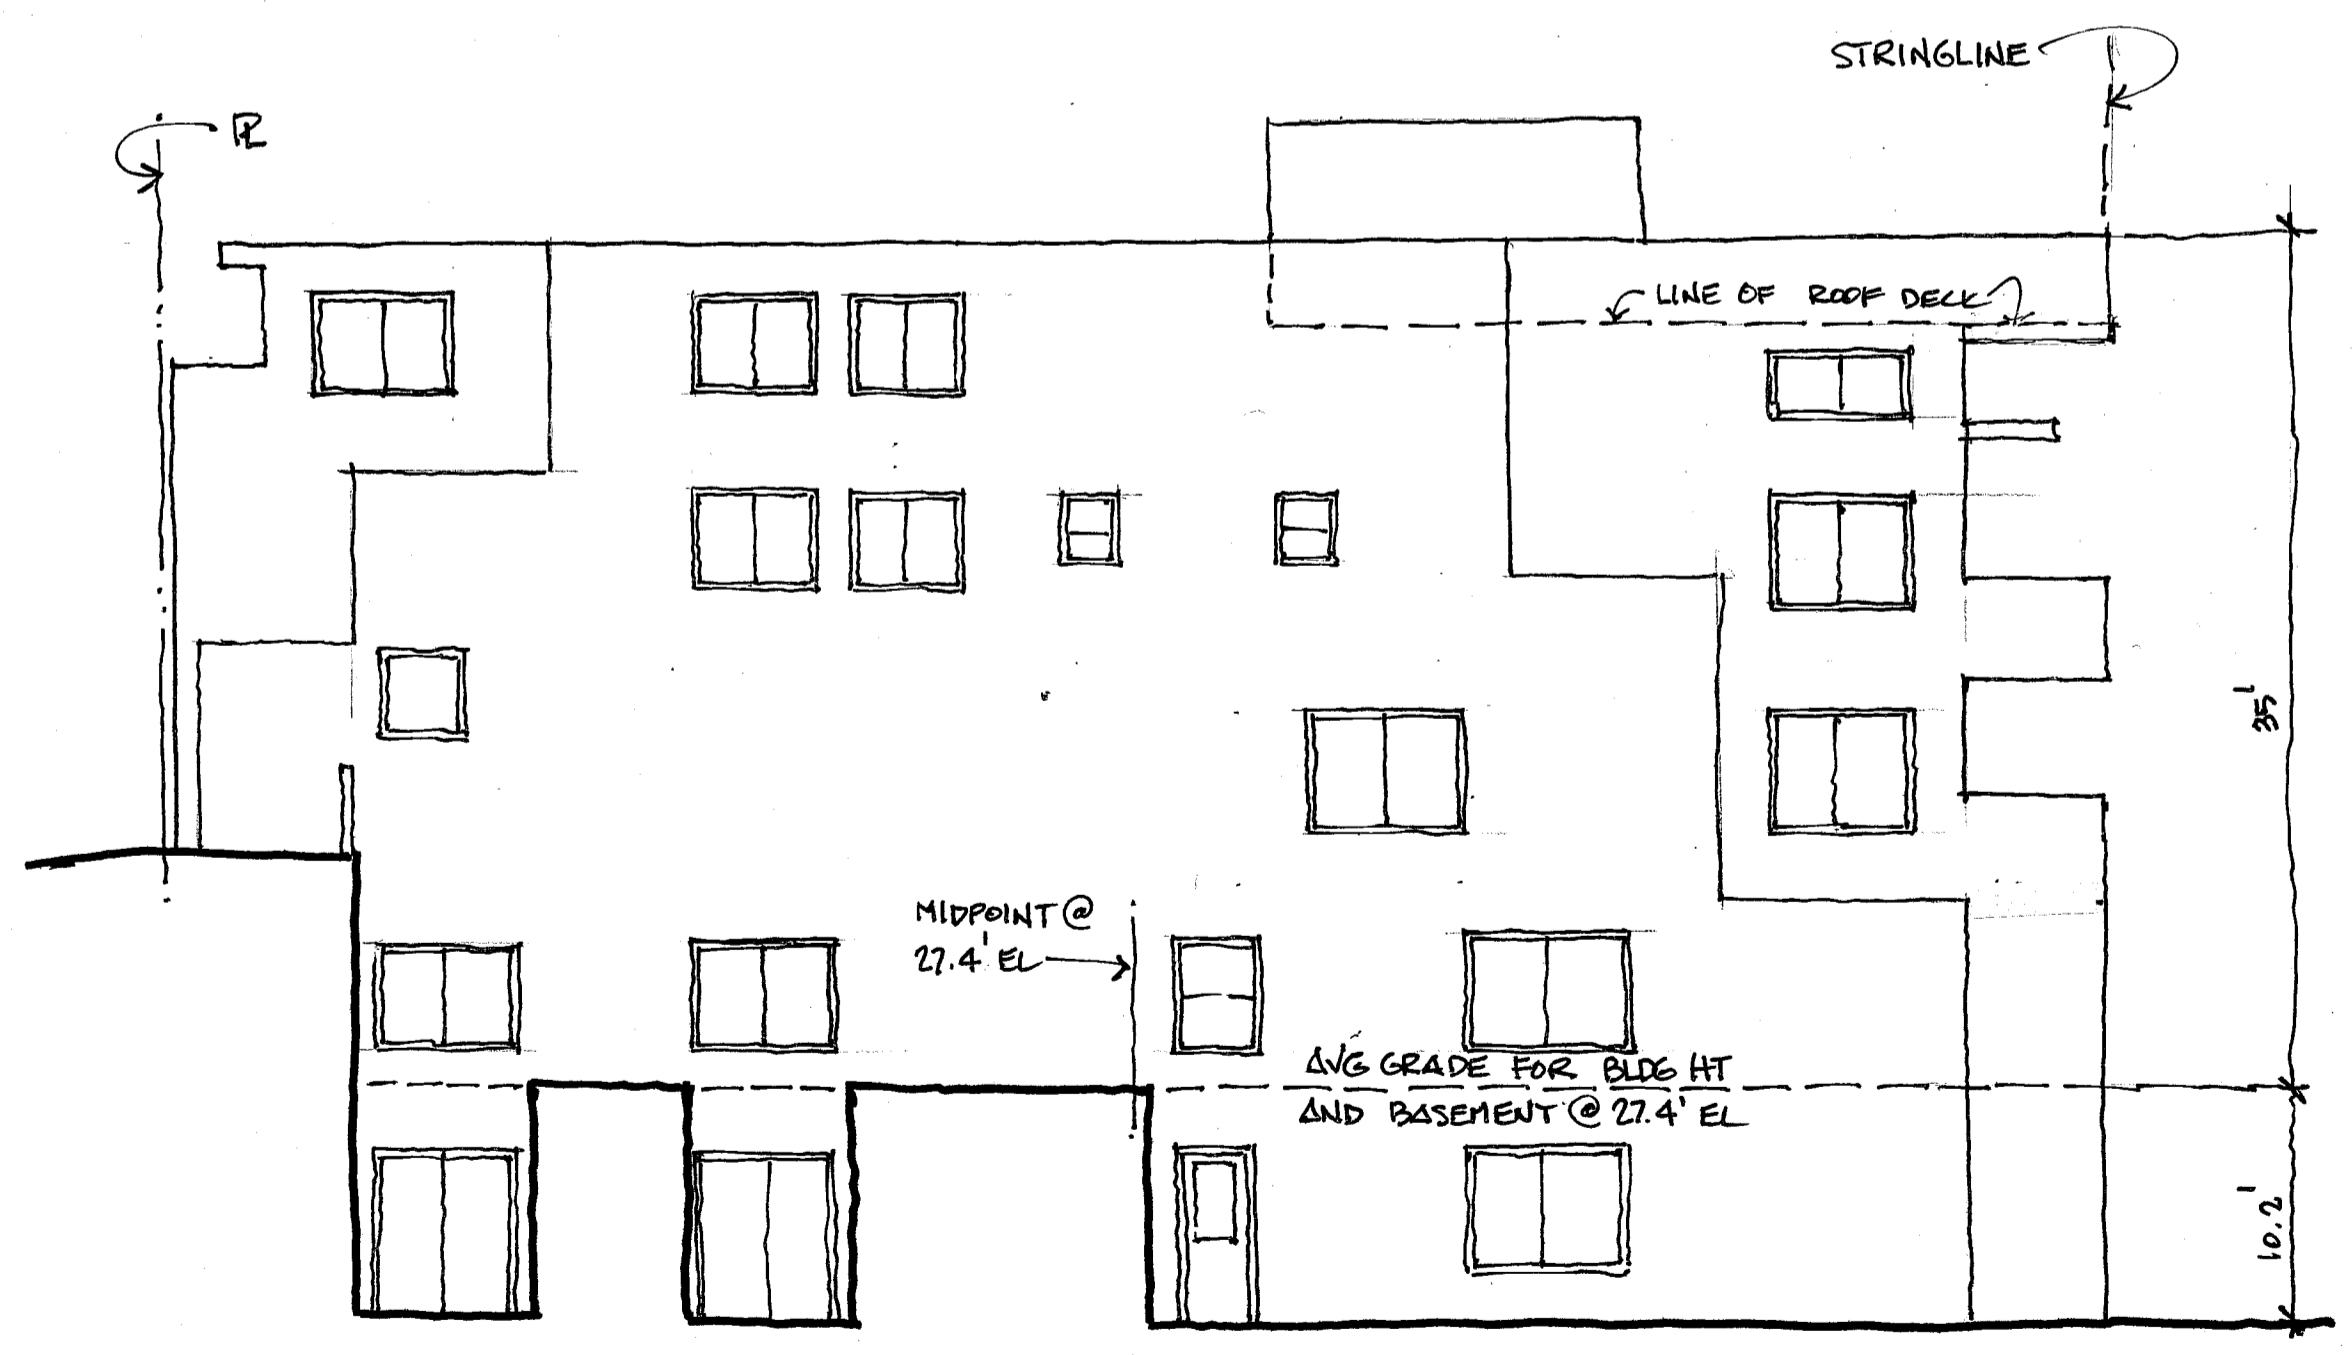 STRINGLINE
PL
LINE OF ROOF DECK
35'
MIDPOINT @
27.4' EL
AVG GRADE FOR BLDG HT
AND BASEMENT @ 27.4' EL
10.2'